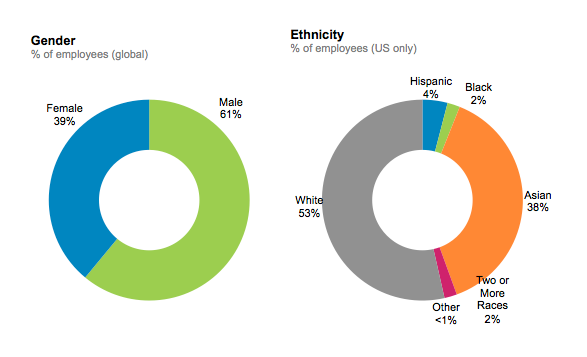 Gender
% of employees (global)
Male
61%
Female
39%
Ethnicity
% of employees (US only)
Hispanic
4%
Black
2%
Asian
38%
Two or
More
Races
2%
Other
<1%
White
53%